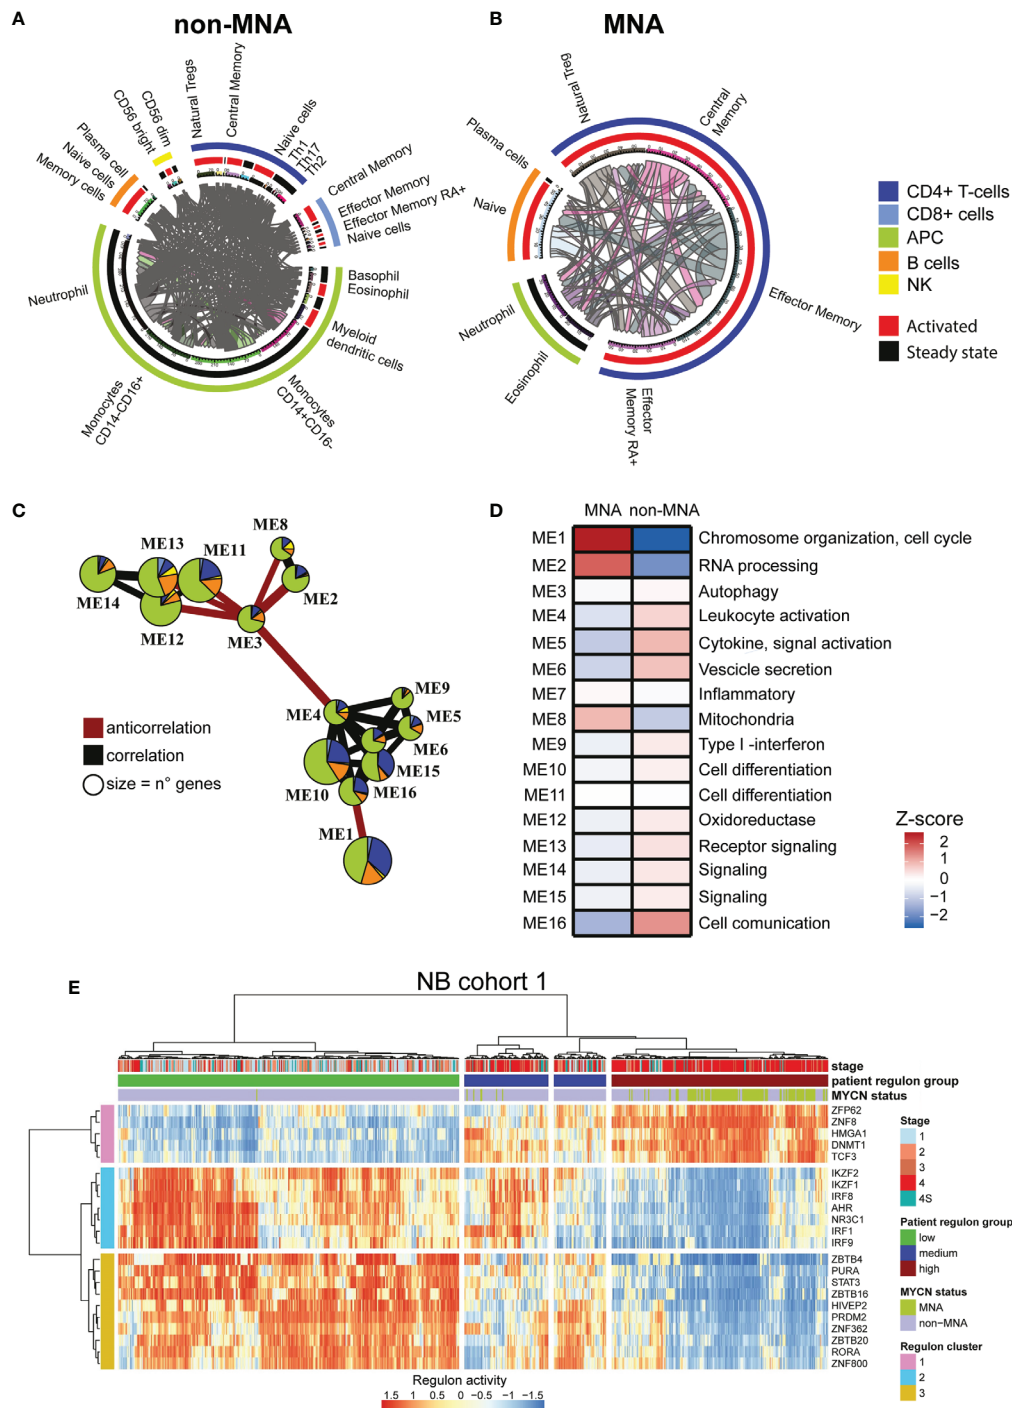 A
non-MNA
Natural Tregs
Central Memory
Naive cells
Th1
Th17
Th2
Central Memory
Effector Memory
Effector Memory RA+
Naive cells
Basophil
Eosinophil
Myeloid
dendritic cells
Monocytes
CD14+CD16-
Monocytes
CD14-CD16+
Neutrophil
Memory cells
Naive cells
Plasma cell
CD56 bright
CD56 dim
B
MNA
Natural Treg
Central
Memory
Effector Memory
Effector
Memory RA+
Eosinophil
Neutrophil
Naive
Plasma cells
CD4+ T-cells
CD8+ cells
APC
B cells
NK
Activated
Steady state
C
ME8
ME13
ME11
ME14
ME2
ME12
ME3
ME9
ME4
ME5
ME6
ME15
ME10
ME16
ME1
anticorrelation
correlation
size = n° genes
D
MNA non-MNA
ME1 Chromosome organization, cell cycle
ME2 RNA processing
ME3 Autophagy
ME4 Leukocyte activation
ME5 Cytokine, signal activation
ME6 Vescicle secretion
ME7 Inflammatory
ME8 Mitochondria
ME9 Type I -interferon
ME10 Cell differentiation
ME11 Cell differentiation
ME12 Oxidoreductase
ME13 Receptor signaling
ME14 Signaling
ME15 Signaling
ME16 Cell comunication
Z-score
2
1
0
−1
−2
E
NB cohort 1
stage
patient regulon group
MYCN status
ZFP62
ZNF8
HMGA1
DNMT1
TCF3
IKZF2
IKZF1
IRF8
AHR
NR3C1
IRF1
IRF9
ZBTB4
PURA
STAT3
ZBTB16
HIVEP2
PRDM2
ZNF362
ZBTB20
RORA
ZNF800
Stage
1
2
3
4
4S
Patient regulon group
low
medium
high
MYCN status
MNA
non−MNA
Regulon cluster
1
2
3
Regulon activity
1.5 1 0.5 0 −0.5 −1 −1.5